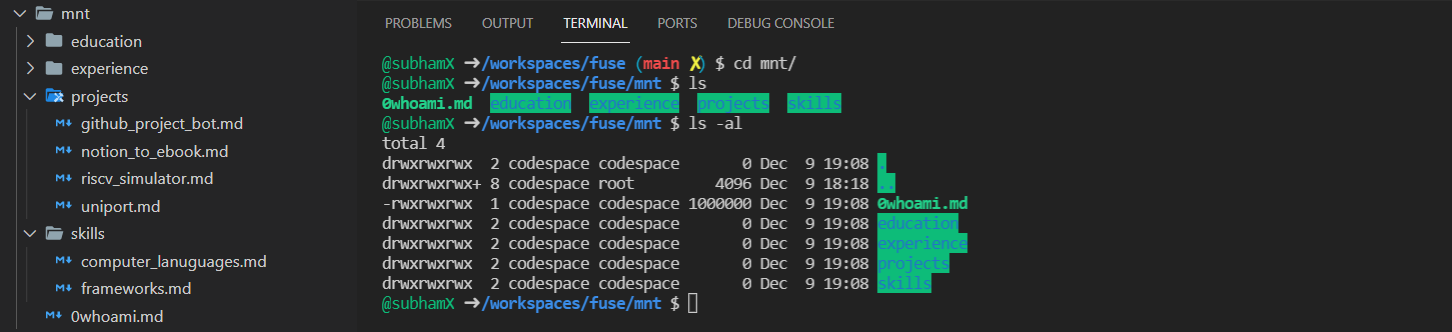 mnt
education
experience
projects
github_project_bot.md
notion_to_ebook.md
riscv_simulator.md
uniport.md
skills
computer_lanuguages.md
frameworks.md
0whoami.md
PROBLEMS OUTPUT TERMINAL PORTS DEBUG CONSOLE
@subhamX ➜/workspaces/fuse (main ✗) $ cd mnt/
@subhamX ➜/workspaces/fuse/mnt $ ls
0whoami.md education experience projects skills
@subhamX ➜/workspaces/fuse/mnt $ ls -al
total 4
drwxrwxrwx 2 codespace codespace 0 Dec 9 19:08 .
drwxrwxrwx+ 8 codespace root 4096 Dec 9 18:18 ..
-rwxrwxrwx 1 codespace codespace 1000000 Dec 9 19:08 0whoami.md
drwxrwxrwx 2 codespace codespace 0 Dec 9 19:08 education
drwxrwxrwx 2 codespace codespace 0 Dec 9 19:08 experience
drwxrwxrwx 2 codespace codespace 0 Dec 9 19:08 projects
drwxrwxrwx 2 codespace codespace 0 Dec 9 19:08 skills
@subhamX ➜/workspaces/fuse/mnt $